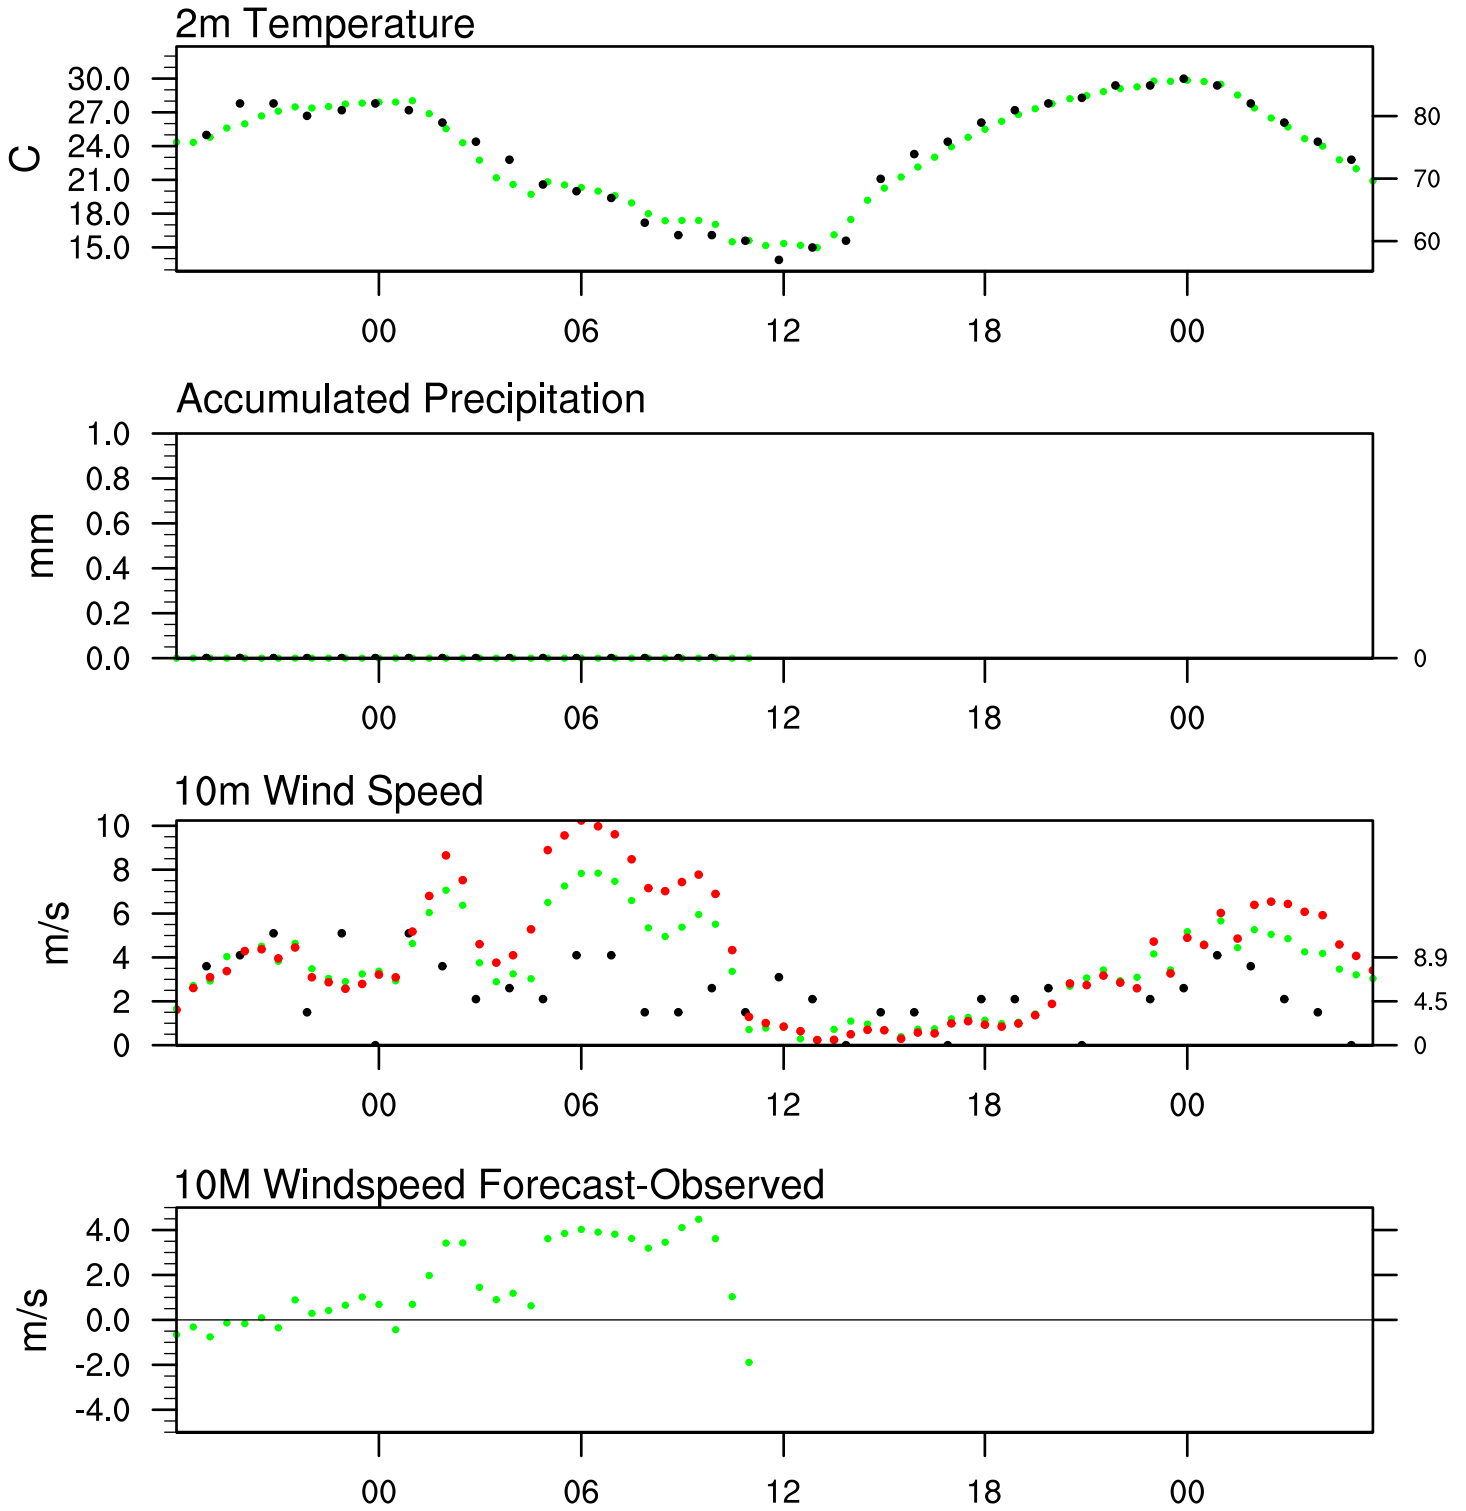 2m Temperature
30.0
27.0
24.0
21.0
18.0
15.0
C
80
70
60
00 06 12 18 00
Accumulated Precipitation
1.0
0.8
0.6
0.4
0.2
0.0
mm
0
00 06 12 18 00
10m Wind Speed
10
8
6
4
2
0
m/s
8.9
4.5
0
00 06 12 18 00
10M Windspeed Forecast-Observed
4.0
2.0
0.0
-2.0
-4.0
m/s
00 06 12 18 00